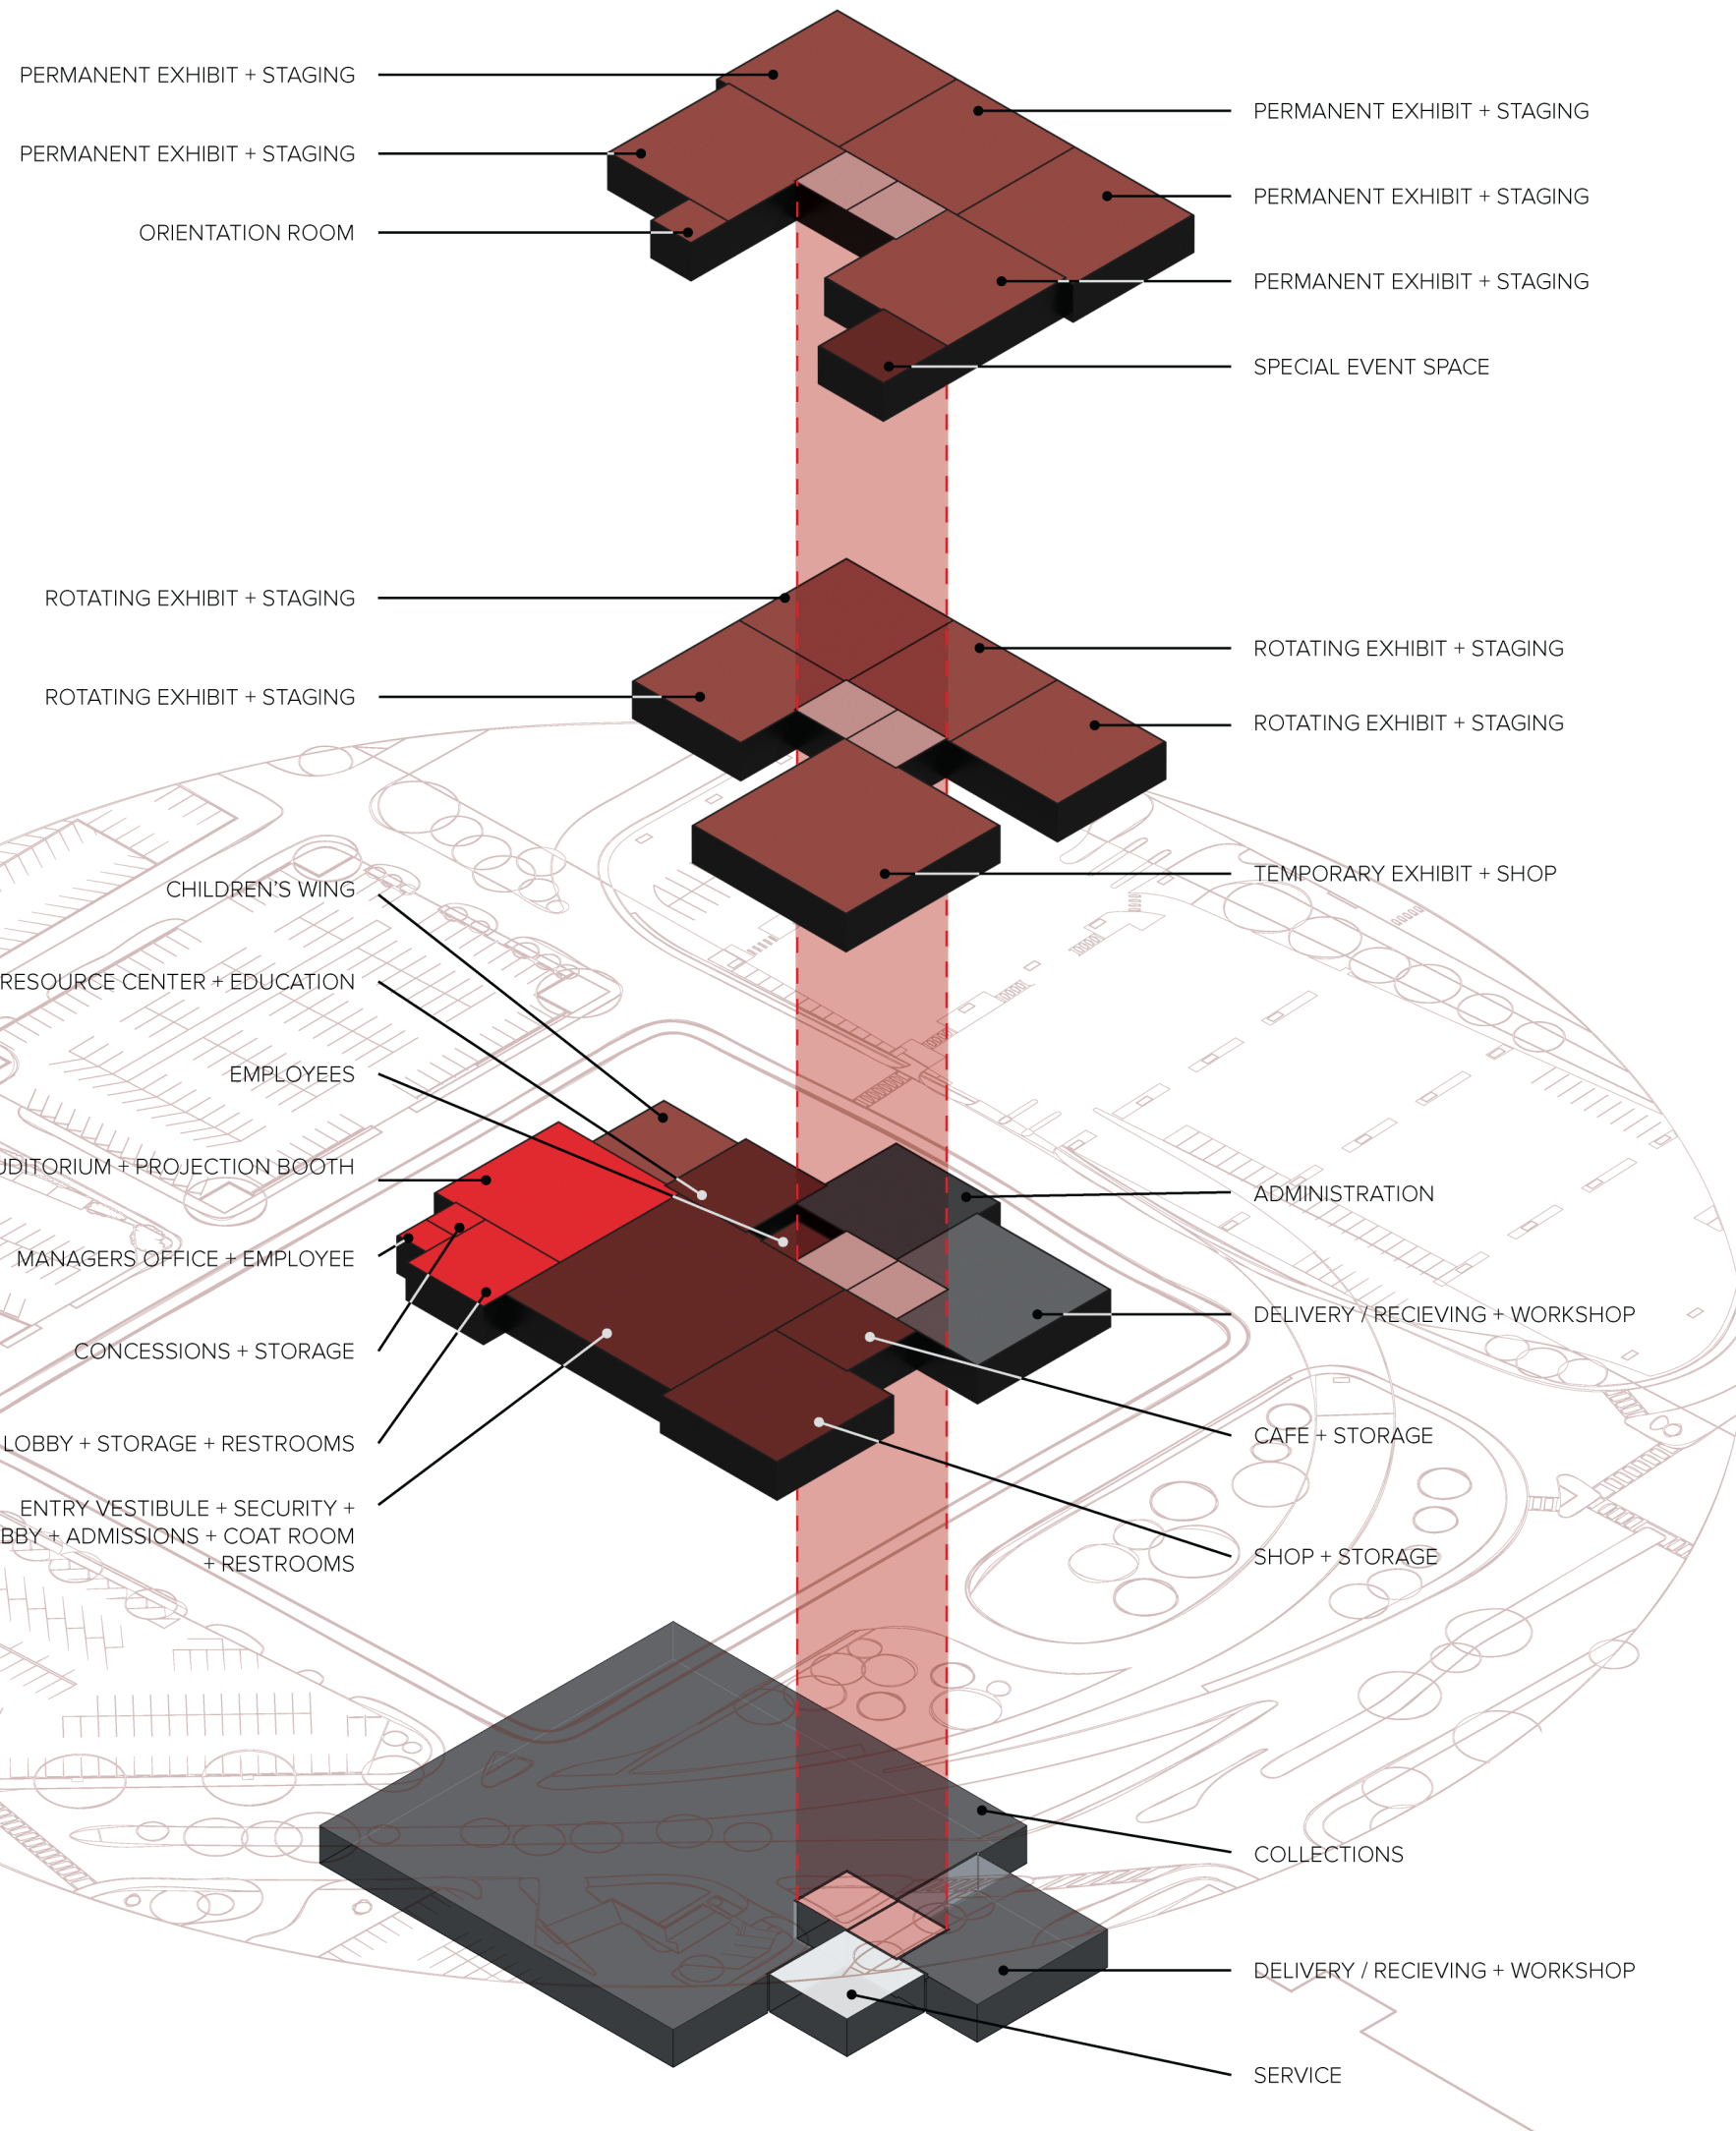 PERMANENT EXHIBIT + STAGING
PERMANENT EXHIBIT + STAGING
ORIENTATION ROOM
PERMANENT EXHIBIT + STAGING
PERMANENT EXHIBIT + STAGING
PERMANENT EXHIBIT + STAGING
SPECIAL EVENT SPACE
ROTATING EXHIBIT + STAGING
ROTATING EXHIBIT + STAGING
ROTATING EXHIBIT + STAGING
ROTATING EXHIBIT + STAGING
TEMPORARY EXHIBIT + SHOP
CHILDREN'S WING
RESOURCE CENTER + EDUCATION
EMPLOYEES
UDITORIUM + PROJECTION BOOTH
MANAGERS OFFICE + EMPLOYEE
CONCESSIONS + STORAGE
LOBBY + STORAGE + RESTROOMS
ENTRY VESTIBULE + SECURITY +
BBY + ADMISSIONS + COAT ROOM
+ RESTROOMS
ADMINISTRATION
DELIVERY / RECIEVING + WORKSHOP
CAFE + STORAGE
SHOP + STORAGE
COLLECTIONS
DELIVERY / RECIEVING + WORKSHOP
SERVICE